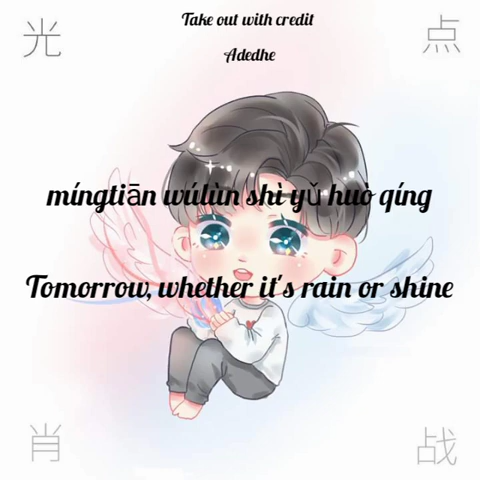 Take out with credit
光 点
Adedhe
míngtiān wúlùn shì yǔ huò qíng
Tomorrow, whether it's rain or shine
肖 战